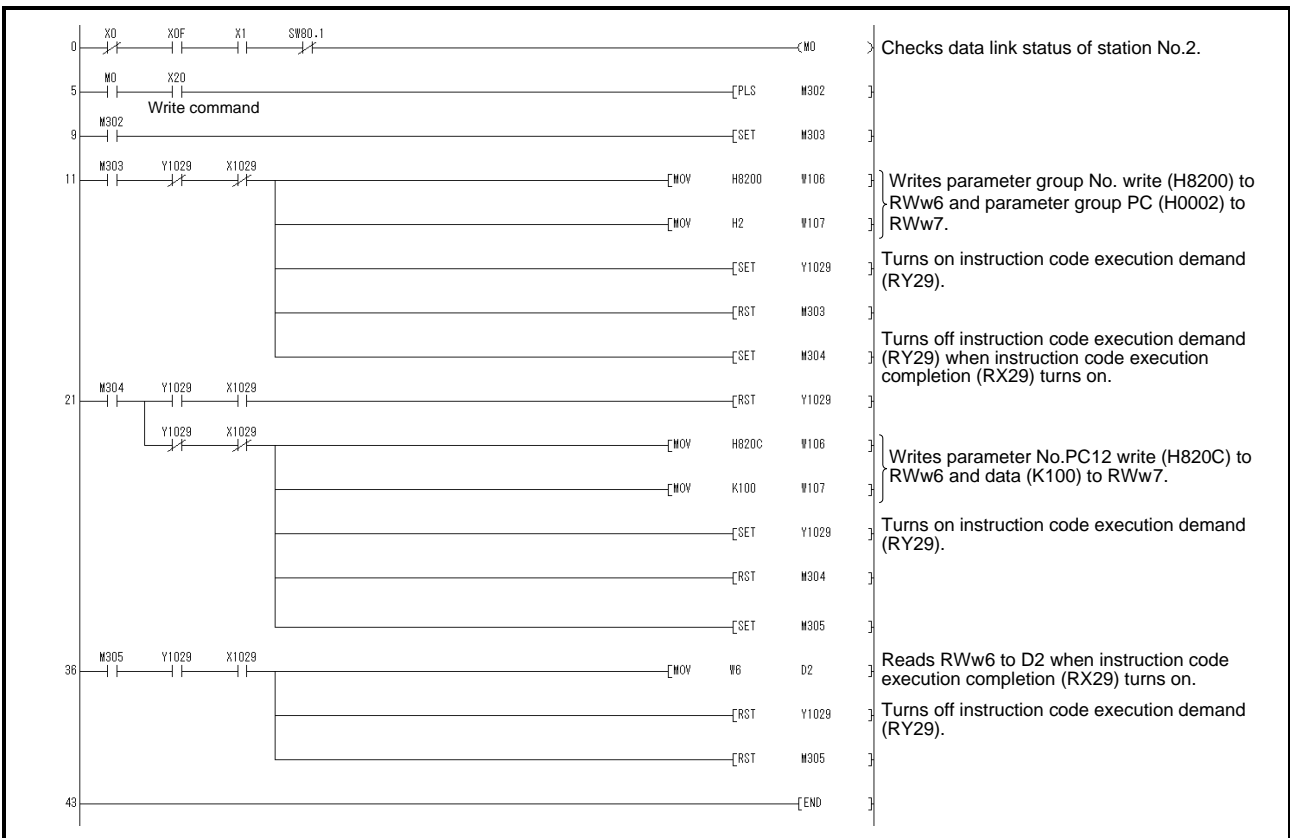 X0 X0F X1 SW80.1
0 (M0 ) Checks data link status of station No.2.
M0 X20
5 [PLS M302 ]
Write command
M302
9 [SET M303 ]
M303 Y1029 X1029
11 [MOV H8200 W106 ]
Writes parameter group No. write (H8200) to
RWw6 and parameter group PC (H0002) to
RWw7.
[MOV H2 W107 ]
Turns on instruction code execution demand
(RY29).
[SET Y1029 ]
[RST M303 ]
Turns off instruction code execution demand
(RY29) when instruction code execution
completion (RX29) turns on.
[SET M304 ]
M304 Y1029 X1029
21 [RST Y1029 ]
Y1029 X1029
[MOV H820C W106 ]
Writes parameter No.PC12 write (H820C) to
RWw6 and data (K100) to RWw7.
[MOV K100 W107 ]
Turns on instruction code execution demand
(RY29).
[SET Y1029 ]
[RST M304 ]
[SET M305 ]
M305 Y1029 X1029
36 [MOV W6 D2 ]
Reads RWw6 to D2 when instruction code
execution completion (RX29) turns on.
Turns off instruction code execution demand
(RY29).
[RST Y1029 ]
[RST M305 ]
43 [END ]